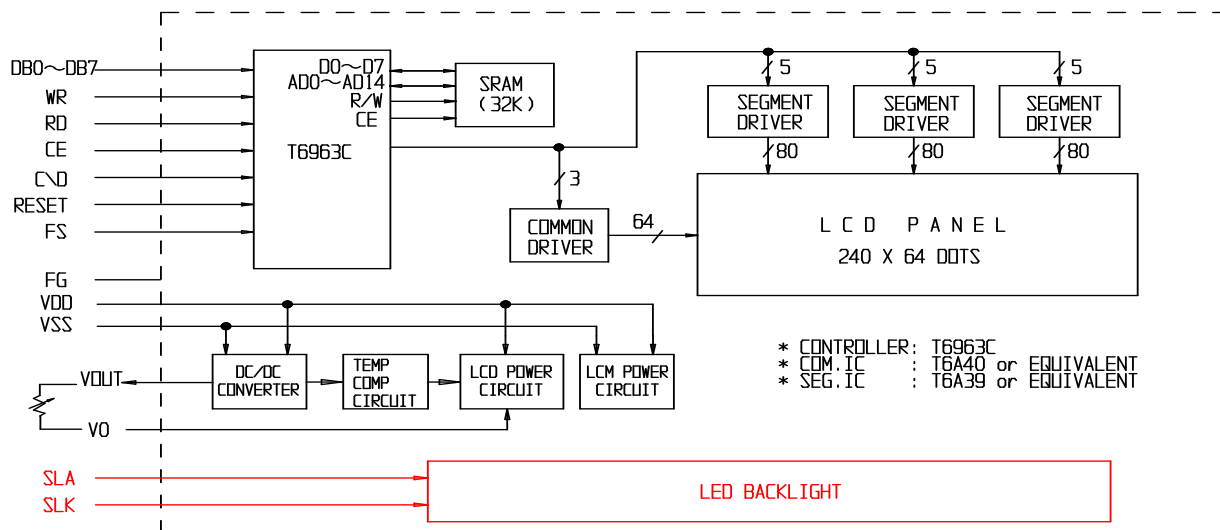 DB0~DB7
WR
RD
CE
C\D
RESET
FS
FG
VDD
VSS
VOUT
VO
SLA
SLK
T6963C
D0~D7
AD0~AD14
R/W
CE
SRAM
(32K)
5
5
5
SEGMENT
DRIVER
SEGMENT
DRIVER
SEGMENT
DRIVER
80
80
80
3
COMMON
DRIVER
64
LCD PANEL
240 X 64 DOTS
DC/DC
CONVERTER
TEMP
COMP
CIRCUIT
LCD POWER
CIRCUIT
LCM POWER
CIRCUIT
* CONTROLLER: T6963C
* COM.IC : T6A40 or EQUIVALENT
* SEG.IC : T6A39 or EQUIVALENT
LED BACKLIGHT